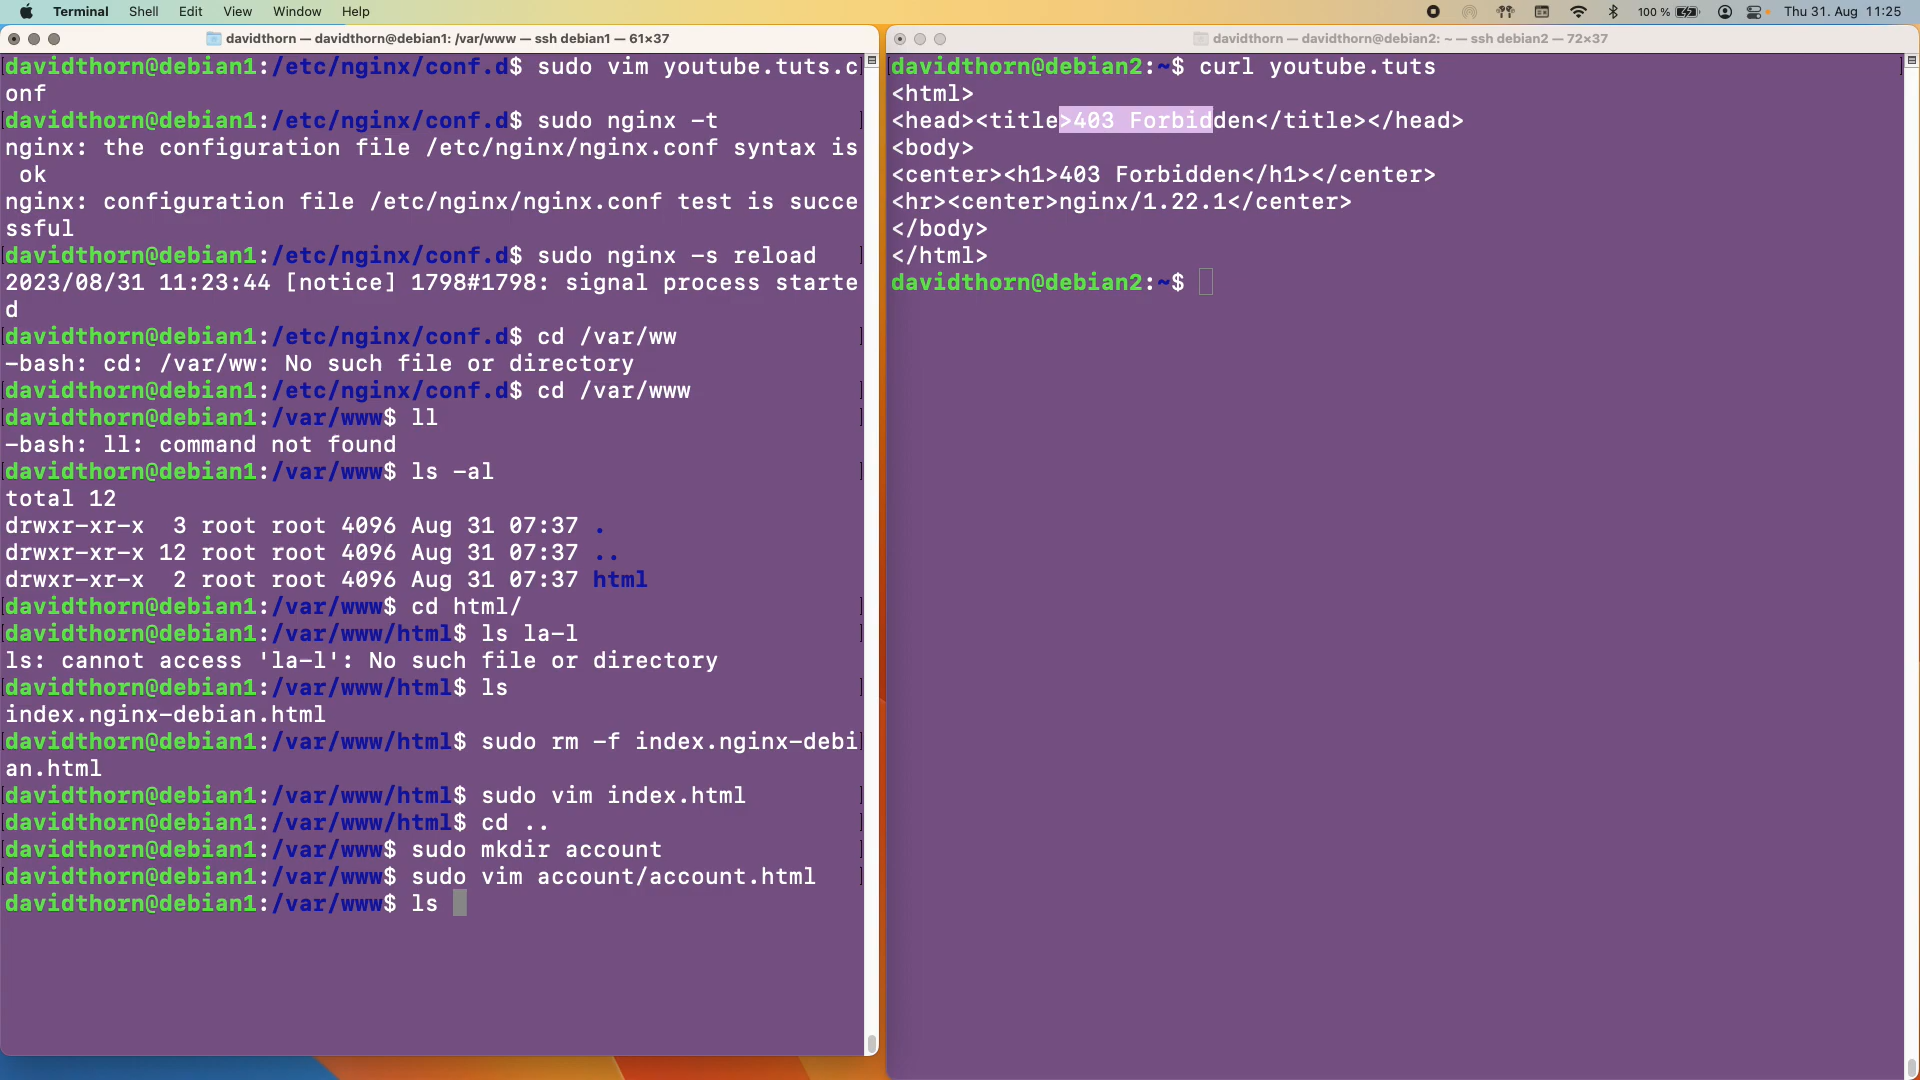 Terminal Shell Edit View Window Help 100 % Thu 31. Aug 11:25
davidthorn — davidthorn@debian1: /var/www — ssh debian1 — 61×37
davidthorn@debian1:/etc/nginx/conf.d$ sudo vim youtube.tuts.c
onf
davidthorn@debian1:/etc/nginx/conf.d$ sudo nginx -t
nginx: the configuration file /etc/nginx/nginx.conf syntax is
ok
nginx: configuration file /etc/nginx/nginx.conf test is succe
ssful
davidthorn@debian1:/etc/nginx/conf.d$ sudo nginx -s reload
2023/08/31 11:23:44 [notice] 1798#1798: signal process starte
d
davidthorn@debian1:/etc/nginx/conf.d$ cd /var/ww
-bash: cd: /var/ww: No such file or directory
davidthorn@debian1:/etc/nginx/conf.d$ cd /var/www
davidthorn@debian1:/var/www$ ll
-bash: ll: command not found
davidthorn@debian1:/var/www$ ls -al
total 12
drwxr-xr-x  3 root root 4096 Aug 31 07:37 .
drwxr-xr-x 12 root root 4096 Aug 31 07:37 ..
drwxr-xr-x  2 root root 4096 Aug 31 07:37 html
davidthorn@debian1:/var/www$ cd html/
davidthorn@debian1:/var/www/html$ ls la-l
ls: cannot access 'la-l': No such file or directory
davidthorn@debian1:/var/www/html$ ls
index.nginx-debian.html
davidthorn@debian1:/var/www/html$ sudo rm -f index.nginx-debi
an.html
davidthorn@debian1:/var/www/html$ sudo vim index.html
davidthorn@debian1:/var/www/html$ cd ..
davidthorn@debian1:/var/www$ sudo mkdir account
davidthorn@debian1:/var/www$ sudo vim account/account.html
davidthorn@debian1:/var/www$ ls
davidthorn — davidthorn@debian2: ~ — ssh debian2 — 72×37
davidthorn@debian2:~$ curl youtube.tuts
<html>
<head><title>403 Forbidden</title></head>
<body>
<center><h1>403 Forbidden</h1></center>
<hr><center>nginx/1.22.1</center>
</body>
</html>
davidthorn@debian2:~$